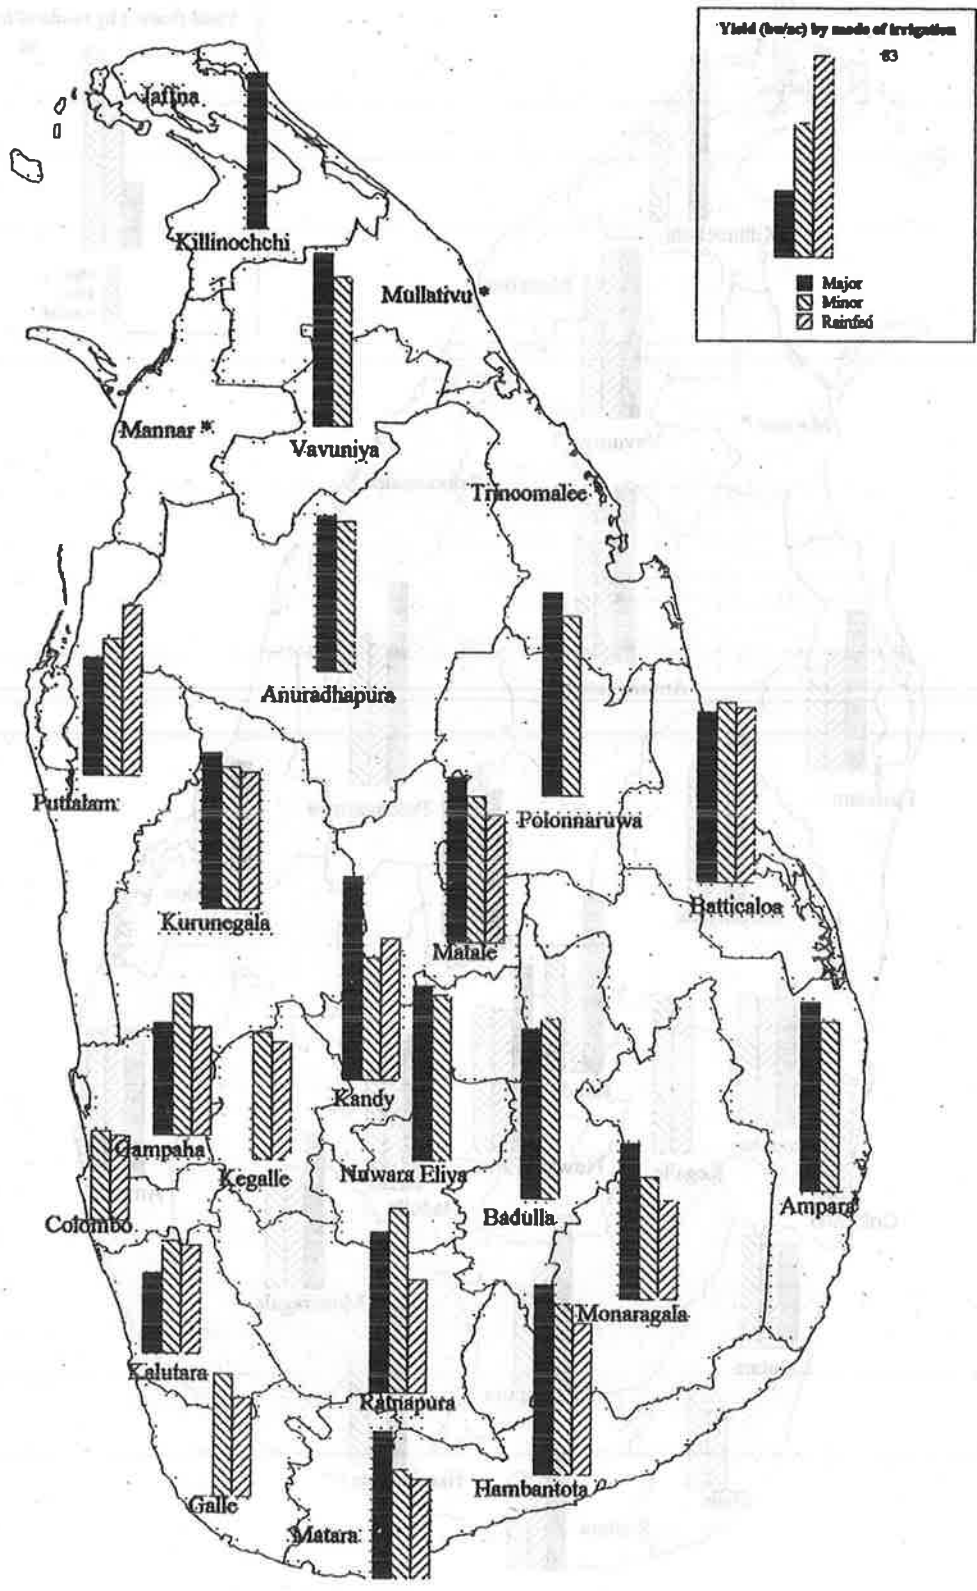 Yield (bu/ac) by mode of irrigation
83
Major
Minor
Rainfed
Jaffna
Killinochchi
Mullativu *
Mannar *
Vavuniya
Trincomalee
Anuradhapura
Puttalam
Polonnaruwa
Kurunegala
Batticaloa
Matale
Kandy
Gampaha
Kegalle
Nuwara Eliya
Badulla
Ampara
Colombo
Monaragala
Kalutara
Ratnapura
Hambantota
Galle
Matara